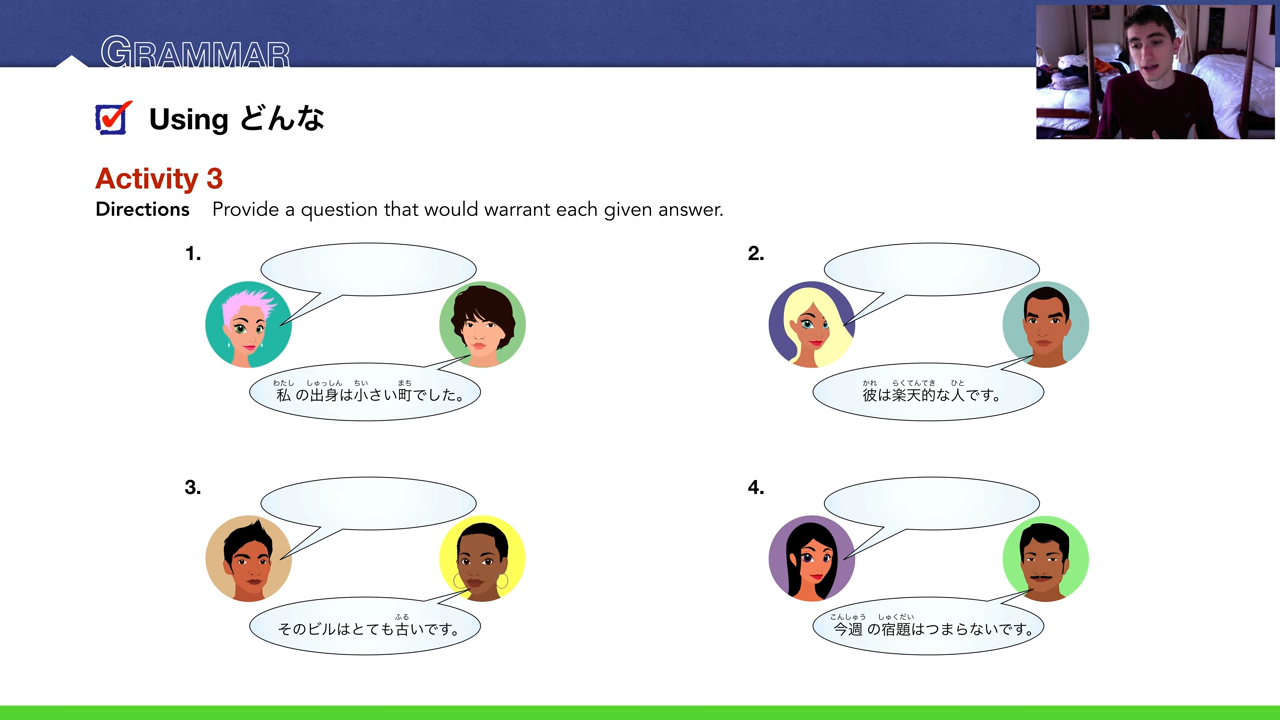 GRAMMAR
Using どんな
Activity 3
Directions Provide a question that would warrant each given answer.
1.
わたし しゅっしん ちい まち
私の出身は小さい町でした。
2.
かれ らくてんてき ひと
彼は楽天的な人です。
3.
ふる
そのビルはとても古いです。
4.
こんしゅう しゅくだい
今週の宿題はつまらないです。